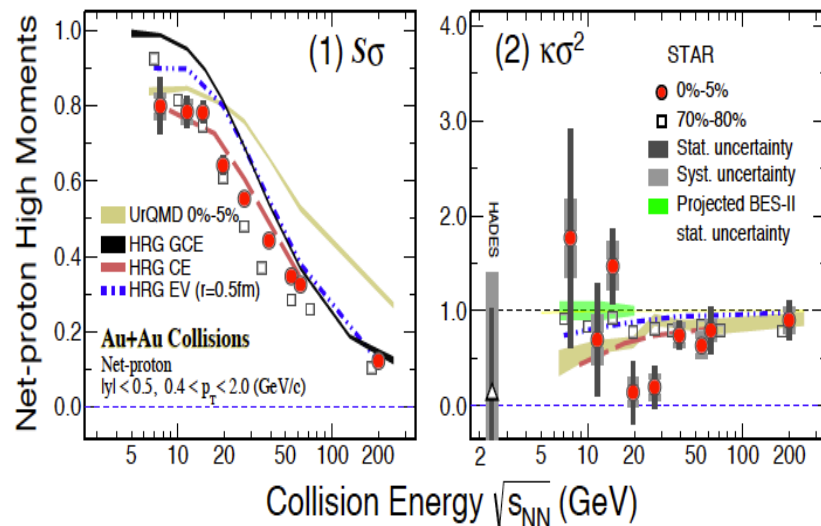 Net-proton High Moments
1.0
0.8
0.6
0.4
0.2
0.0
(1) Sσ
UrQMD 0%-5%
HRG GCE
HRG CE
HRG EV (r=0.5fm)
Au+Au Collisions
Net-proton
|y| < 0.5, 0.4 < p_T < 2.0 (GeV/c)
5 10 20 50 100 200
4.0
3.0
2.0
1.0
0.0
(2) κσ²
STAR
0%-5%
70%-80%
Stat. uncertainty
Syst. uncertainty
Projected BES-II
stat. uncertainty
HADES
2 5 10 20 50 100 200
Collision Energy √s_NN (GeV)